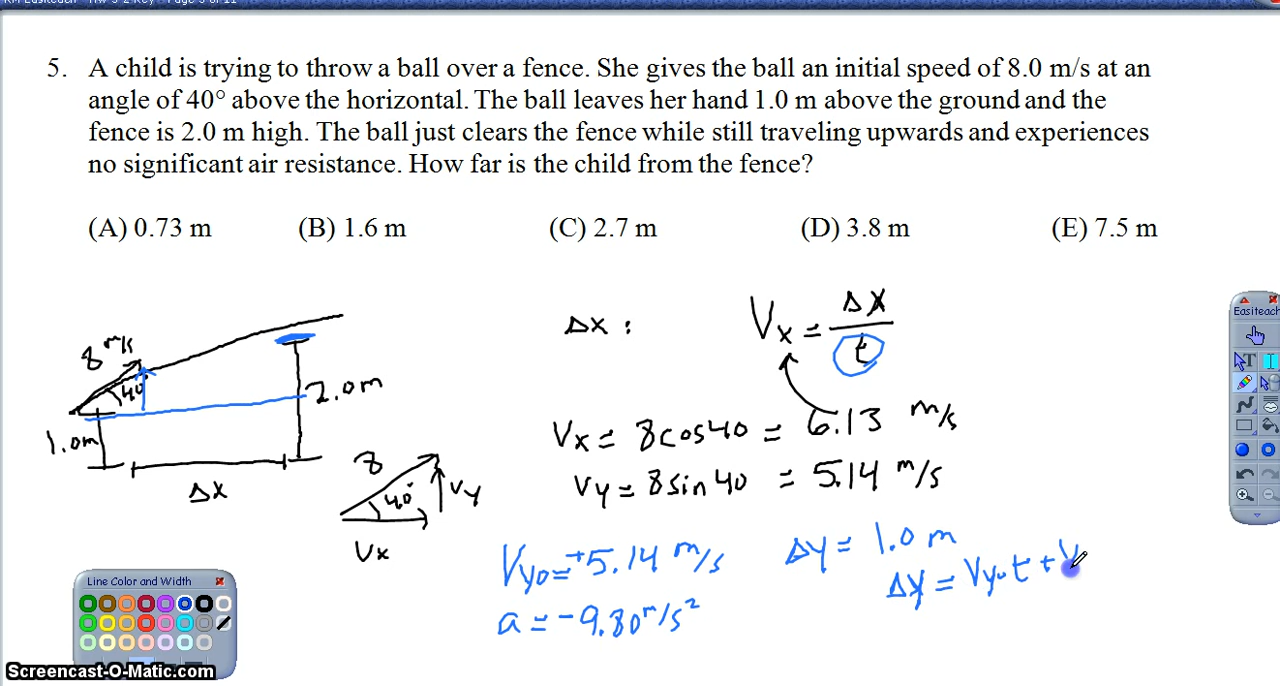 5. A child is trying to throw a ball over a fence. She gives the ball an initial speed of 8.0 m/s at an
angle of 40° above the horizontal. The ball leaves her hand 1.0 m above the ground and the
fence is 2.0 m high. The ball just clears the fence while still traveling upwards and experiences
no significant air resistance. How far is the child from the fence?
(A) 0.73 m (B) 1.6 m (C) 2.7 m (D) 3.8 m (E) 7.5 m
Δx : Vx = Δx / t
8 m/s
40°
2.0m
1.0m
Δx
8
40°
Vy
Vx
Vx = 8cos40 = 6.13 m/s
Vy = 8sin40 = 5.14 m/s
Vyo = +5.14 m/s Δy = 1.0 m
a = -9.80 m/s² Δy = Vyo t +
Easiteach
Line Color and Width
Screencast-O-Matic.com